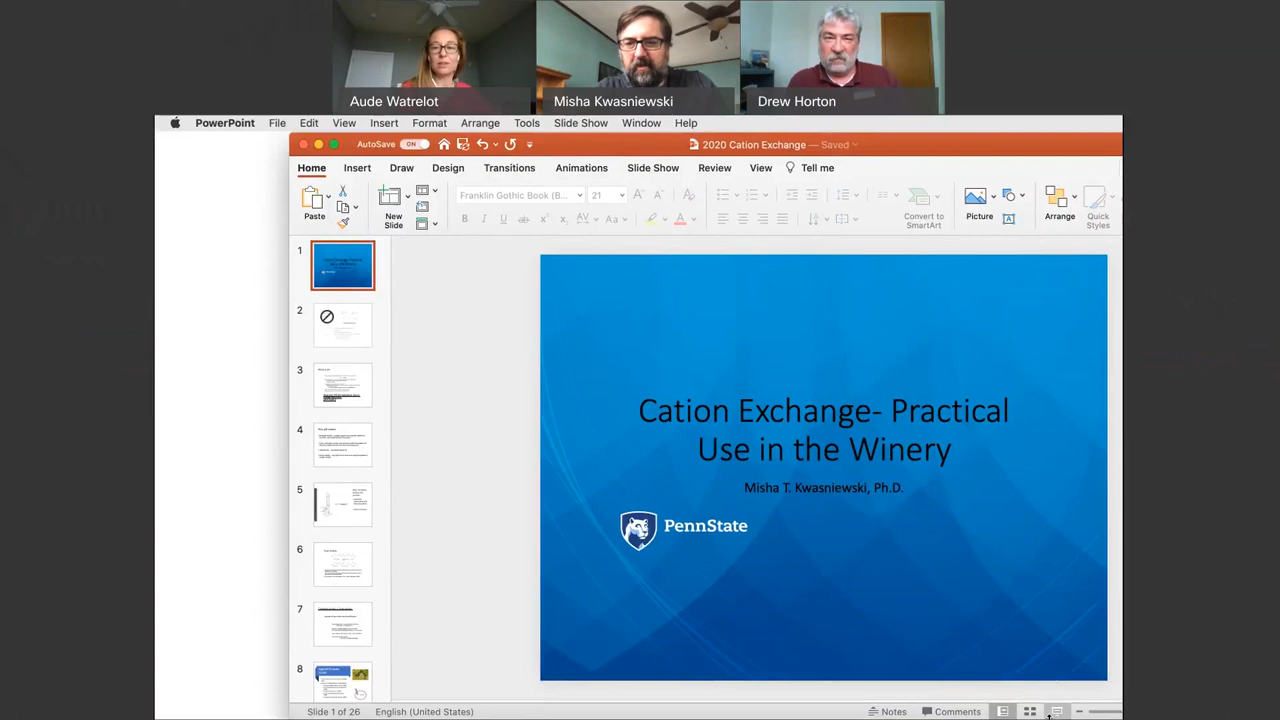 Aude Watrelot
Misha Kwasniewski
Drew Horton
PowerPoint File Edit View Insert Format Arrange Tools Slide Show Window Help
AutoSave ON 2020 Cation Exchange — Saved
Home Insert Draw Design Transitions Animations Slide Show Review View Tell me
Franklin Gothic Book (B... 21
Paste New Slide Convert to SmartArt Picture Arrange Quick Styles
1
2
3
4
5
6
7
8
Cation Exchange- Practical
Use in the Winery
Misha T. Kwasniewski, Ph.D.
PennState
Slide 1 of 26 English (United States) Notes Comments